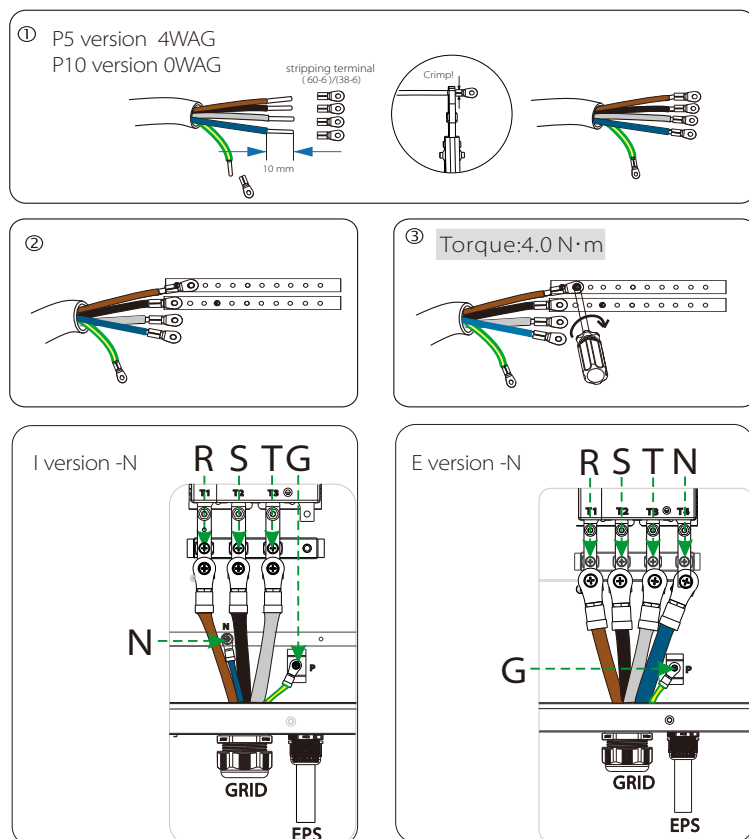 ①
P5 version 4WAG
P10 version 0WAG
stripping terminal
( 60-6 )/(38-6)
Crimp!
10 mm
②
③
Torque:4.0 N·m
I version -N
R S T G
T1 T2 T3
N
N
P
GRID
EPS
E version -N
R S T N
T1 T2 T3 T4
G
P
GRID
EPS